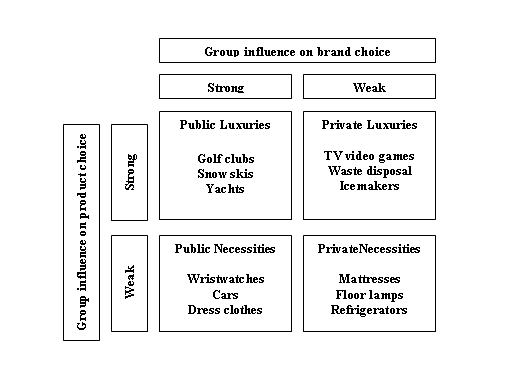 Group influence on brand choice
Strong
Weak
Group influence on product choice
Strong
Public Luxuries
Golf clubs
Snow skis
Yachts
Private Luxuries
TV video games
Waste disposal
Icemakers
Weak
Public Necessities
Wristwatches
Cars
Dress clothes
PrivateNecessities
Mattresses
Floor lamps
Refrigerators